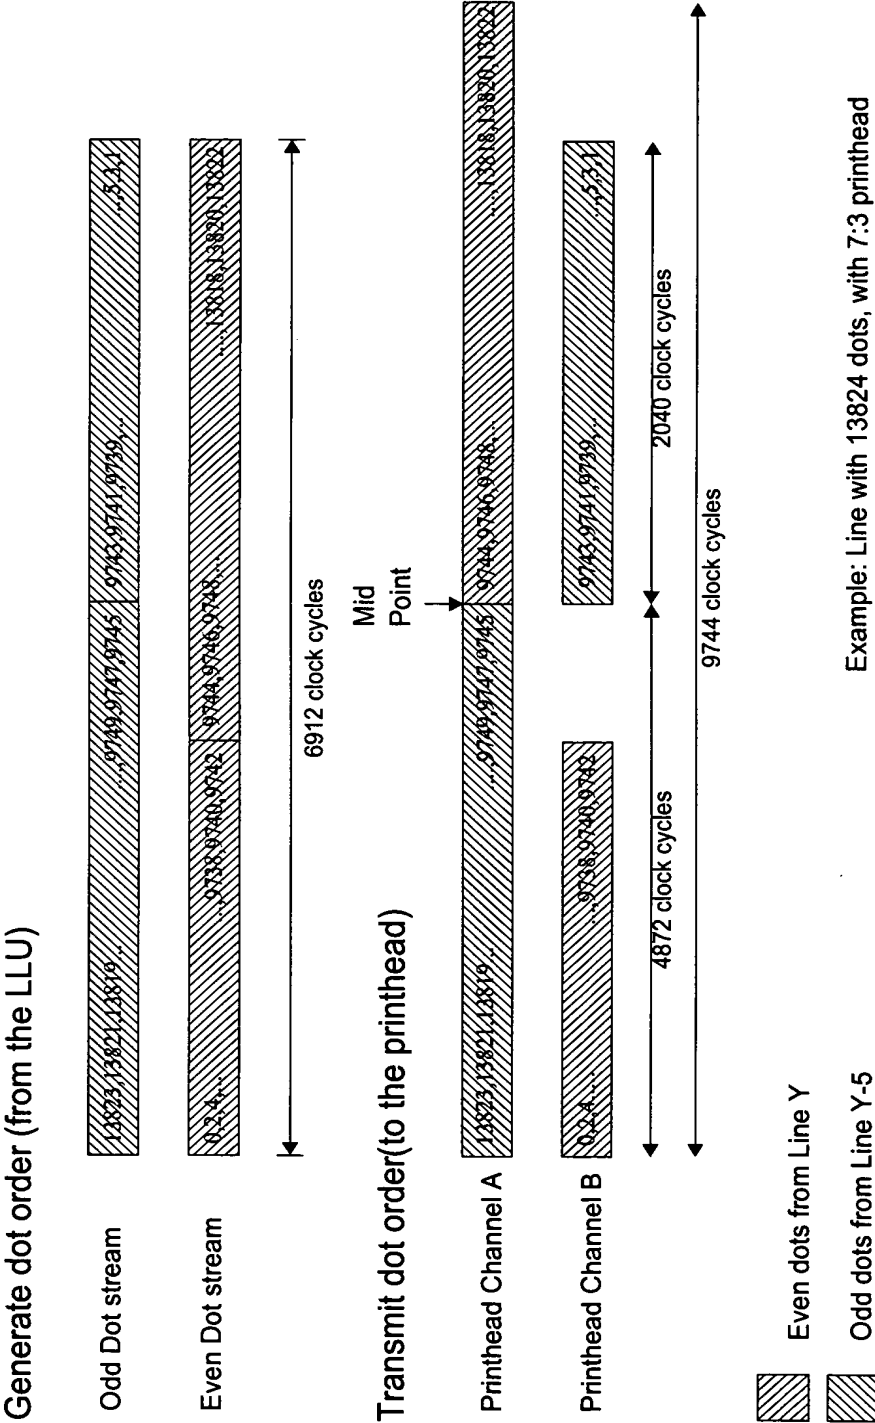 Generate dot order (from the LLU)
Odd Dot stream
13823,13821,13819...
...,9749,9747,9745
9743,9741,9739,...
...,5,3,1
Even Dot stream
0,2,4,...
...,9738,9740,9742
9744,9746,9748,...
...,13818,13820,13822
6912 clock cycles
Transmit dot order(to the printhead)
Mid
Point
Printhead Channel A
13823,13821,13819...
...,9749,9747,9745
9744,9746,9748,...
...,13818,13820,13822
Printhead Channel B
0,2,4,...
...,9738,9740,9742
9743,9741,9739,...
...,5,3,1
4872 clock cycles
2040 clock cycles
9744 clock cycles
Even dots from Line Y
Odd dots from Line Y-5
Example: Line with 13824 dots, with 7:3 printhead